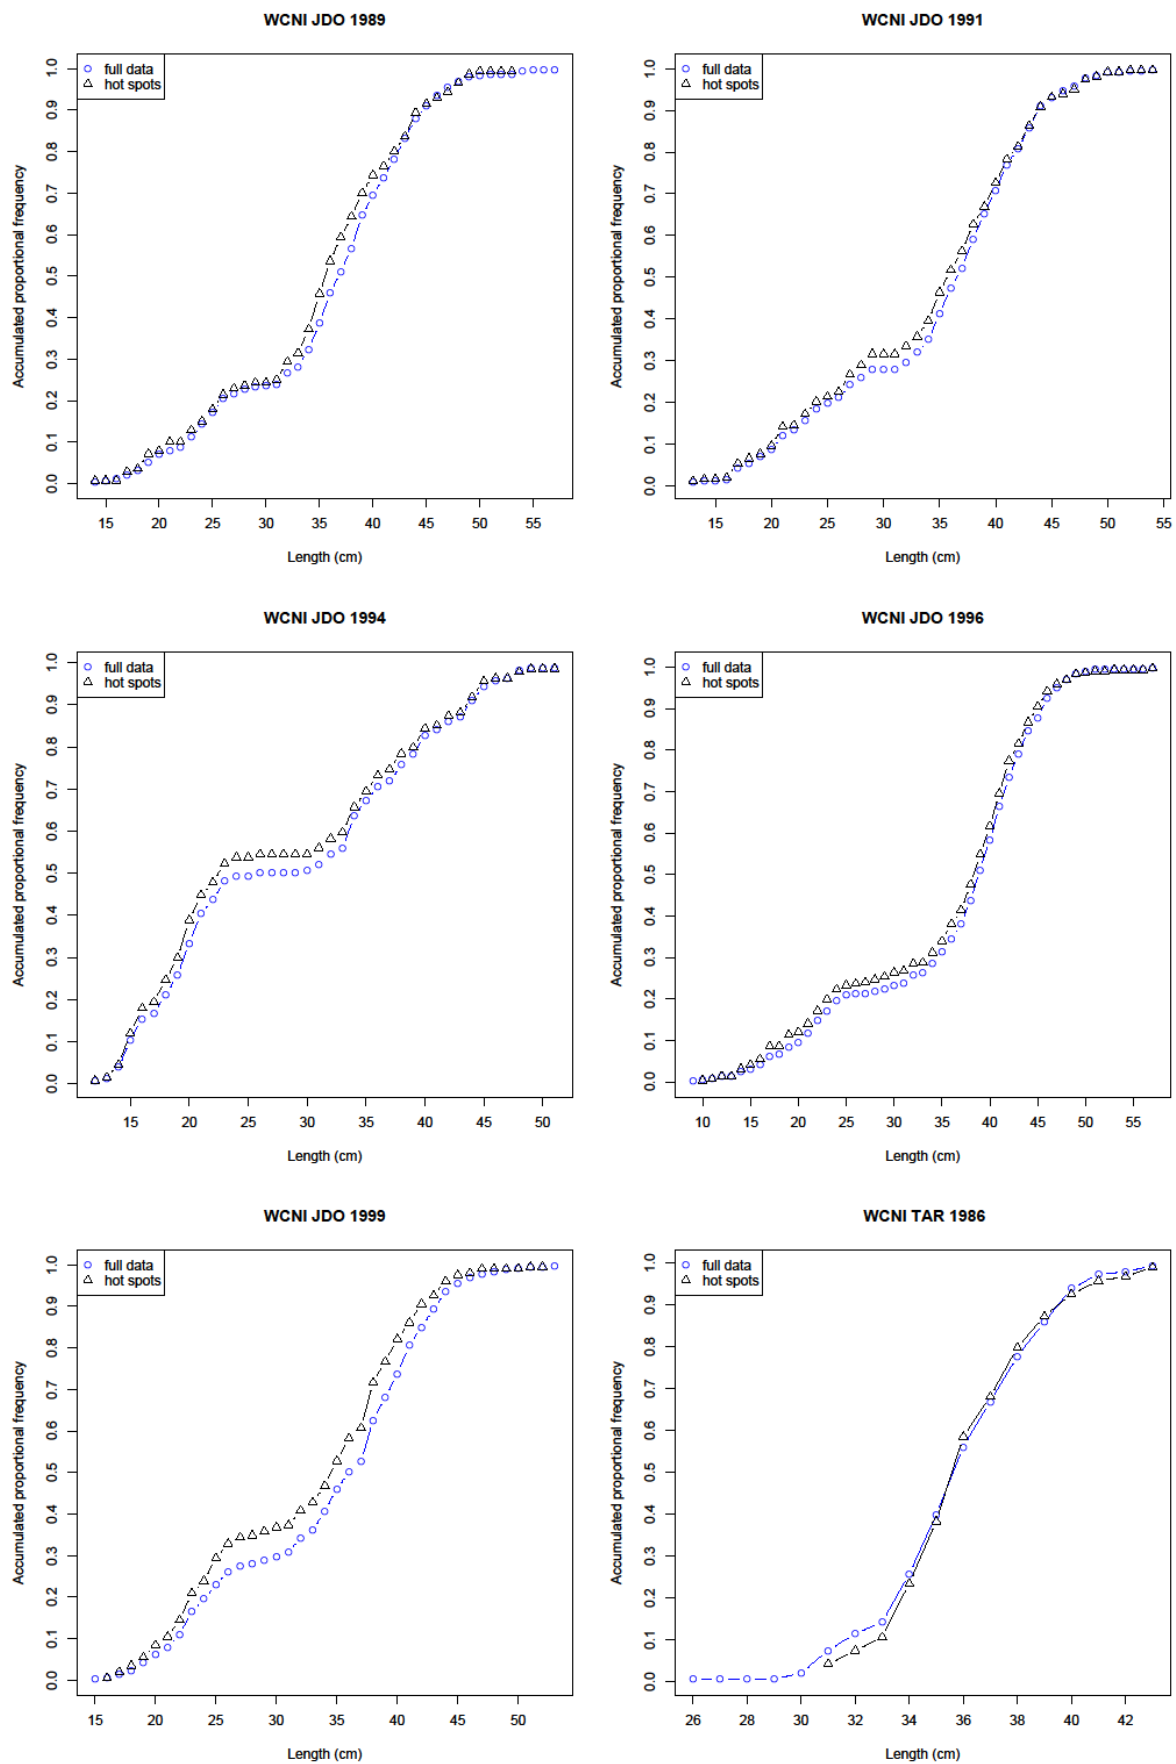 WCNI JDO 1989
full data
hot spots
Accumulated proportional frequency
0.0 0.1 0.2 0.3 0.4 0.5 0.6 0.7 0.8 0.9 1.0
15 20 25 30 35 40 45 50 55
Length (cm)
WCNI JDO 1991
full data
hot spots
Accumulated proportional frequency
0.0 0.1 0.2 0.3 0.4 0.5 0.6 0.7 0.8 0.9 1.0
15 20 25 30 35 40 45 50 55
Length (cm)
WCNI JDO 1994
full data
hot spots
Accumulated proportional frequency
0.0 0.1 0.2 0.3 0.4 0.5 0.6 0.7 0.8 0.9 1.0
15 20 25 30 35 40 45 50
Length (cm)
WCNI JDO 1996
full data
hot spots
Accumulated proportional frequency
0.0 0.1 0.2 0.3 0.4 0.5 0.6 0.7 0.8 0.9 1.0
10 15 20 25 30 35 40 45 50 55
Length (cm)
WCNI JDO 1999
full data
hot spots
Accumulated proportional frequency
0.0 0.1 0.2 0.3 0.4 0.5 0.6 0.7 0.8 0.9 1.0
15 20 25 30 35 40 45 50
Length (cm)
WCNI TAR 1986
full data
hot spots
Accumulated proportional frequency
0.0 0.1 0.2 0.3 0.4 0.5 0.6 0.7 0.8 0.9 1.0
26 28 30 32 34 36 38 40 42
Length (cm)